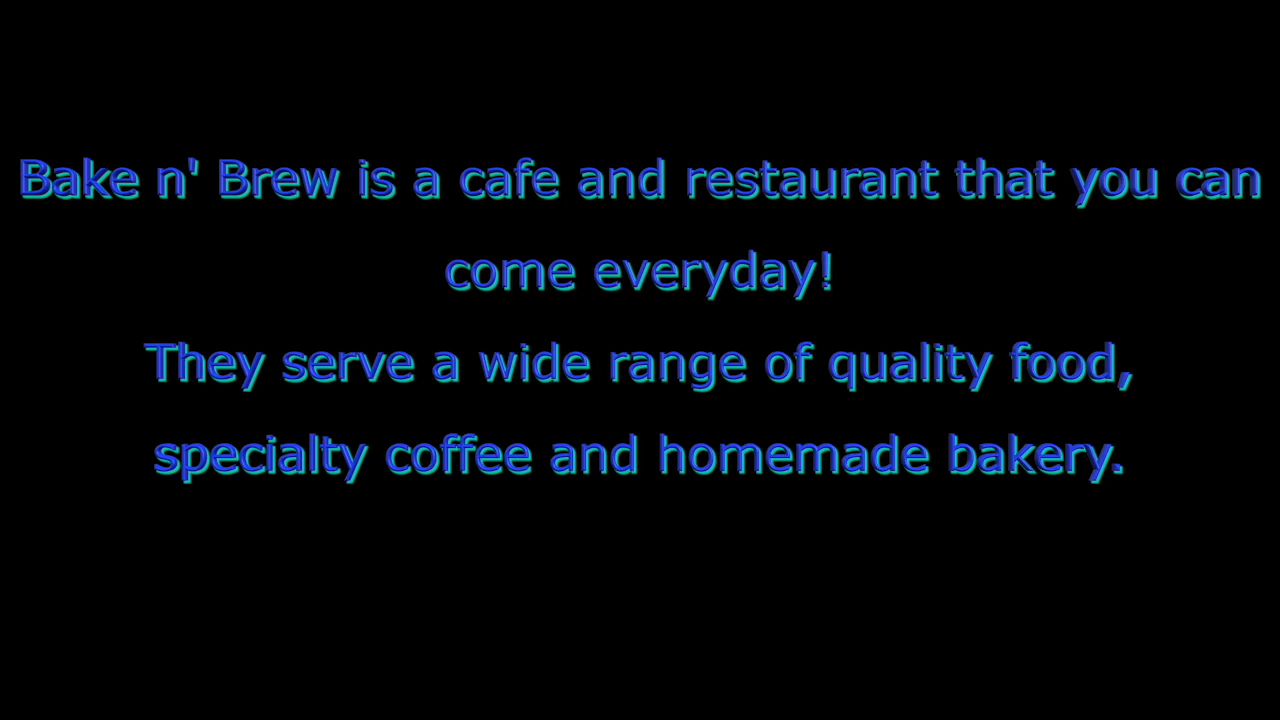 Bake n' Brew is a cafe and restaurant that you can
come everyday!
They serve a wide range of quality food,
specialty coffee and homemade bakery.